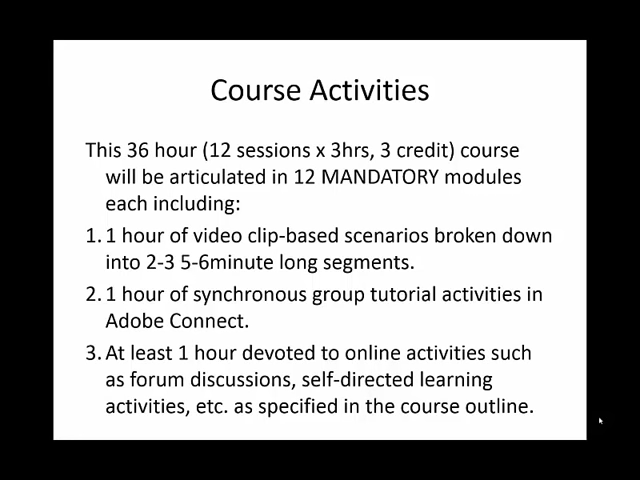 Course Activities
This 36 hour (12 sessions x 3hrs, 3 credit) course
will be articulated in 12 MANDATORY modules
each including:
1. 1 hour of video clip-based scenarios broken down
into 2-3 5-6minute long segments.
2. 1 hour of synchronous group tutorial activities in
Adobe Connect.
3. At least 1 hour devoted to online activities such
as forum discussions, self-directed learning
activities, etc. as specified in the course outline.